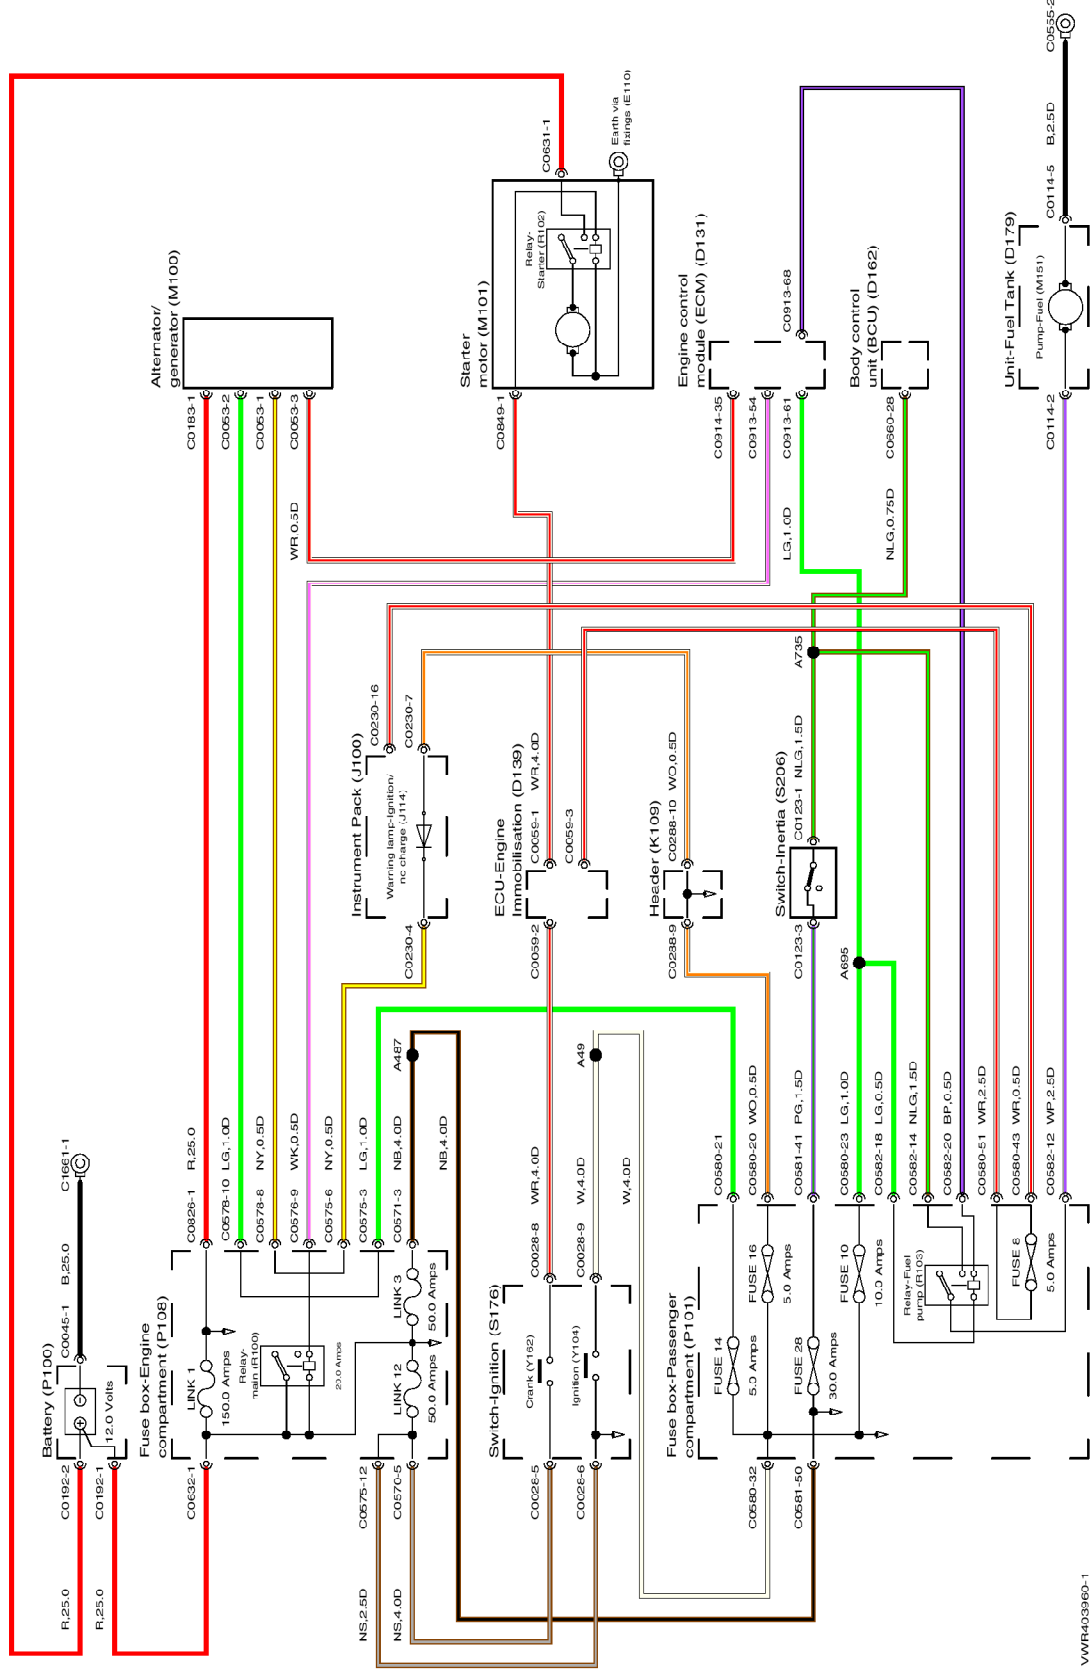 Battery (P100)
12.0 Volts
C0192-2
C0192-1
R,25.0
R,25.0
C0045-1
B,25.0
C1661-1
C
Fuse box-Engine
compartment (P108)
C0632-1
LINK 1
150.0 Amps
Relay-
main (R100)
20.0 Amps
LINK 12
50.0 Amps
LINK 3
50.0 Amps
C0575-12
C0570-5
NS,2.5D
NS,4.0D
C0826-1
R,25.0
C0578-10
LG,1.0D
C0578-8
NY,0.5D
C0576-9
WK,0.5D
C0575-6
NY,0.5D
C0575-3
LG,1.0D
C0571-3
NB,4.0D
A487
NB,4.0D
Alternator/
generator (M100)
C0183-1
C0053-2
C0053-1
C0053-3
WR,0.5D
Instrument Pack (J100)
Warning lamp-Ignition/
no charge (J114)
C0230-16
C0230-7
C0230-4
Starter
motor (M101)
Relay-
Starter (R102)
C0631-1
Earth via
fixings (E110)
C0849-1
Switch-Ignition (S176)
Crank (Y162)
Ignition (Y104)
C0028-5
C0028-6
C0028-8
WR,4.0D
C0028-9
W,4.0D
A49
W,4.0D
ECU-Engine
Immobilisation (D139)
C0059-2
C0059-1
WR,4.0D
C0059-3
Header (K109)
C0288-9
C0288-10
WO,0.5D
Engine control
module (ECM) (D131)
C0914-35
C0913-54
C0913-61
C0913-68
LG,1.0D
Body control
unit (BCU) (D162)
C0660-28
NLG,0.75D
Switch-Inertia (S206)
C0123-3
C0123-1
NLG,1.5D
A735
A695
Fuse box-Passenger
compartment (P101)
C0580-32
C0581-50
FUSE 14
5.0 Amps
FUSE 16
5.0 Amps
FUSE 28
30.0 Amps
FUSE 10
10.0 Amps
Relay-Fuel
pump (R103)
FUSE 8
5.0 Amps
C0580-21
C0580-20
WO,0.5D
C0581-41
PG,1.5D
C0580-23
LG,1.0D
C0582-18
LG,0.5D
C0582-14
NLG,1.5D
C0582-20
BP,0.5D
C0580-51
WR,2.5D
C0580-43
WR,0.5D
C0582-12
WP,2.5D
Unit-Fuel Tank (D179)
Pump-Fuel (M151)
C0114-2
C0114-5
B,2.5D
C0555-2
VWR403960-1